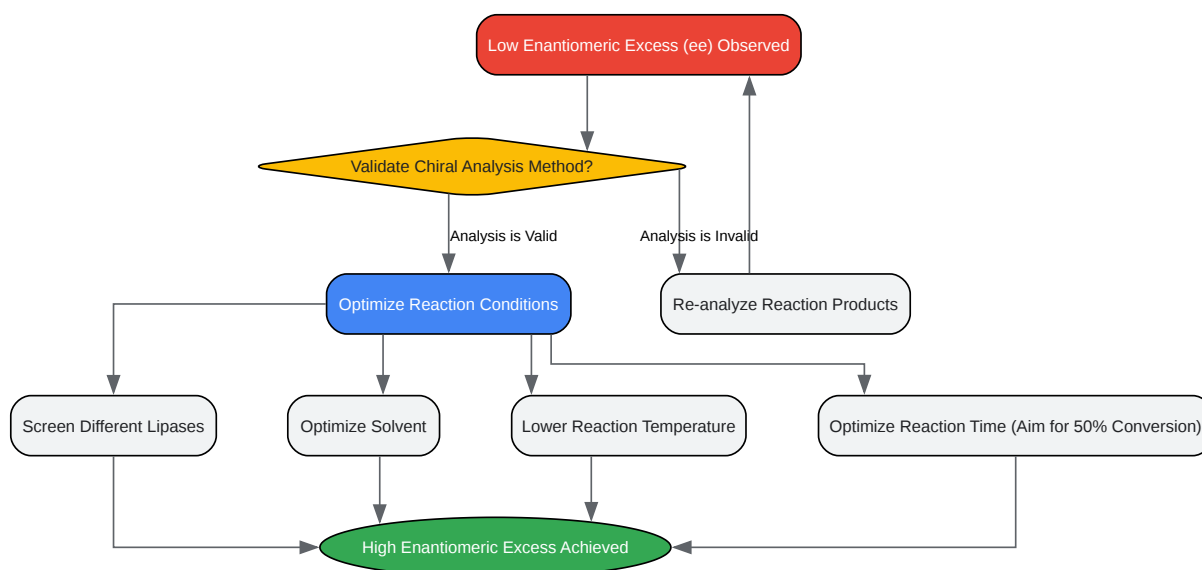 Low Enantiomeric Excess (ee) Observed
Validate Chiral Analysis Method?
Analysis is Valid
Analysis is Invalid
Optimize Reaction Conditions
Re-analyze Reaction Products
Screen Different Lipases
Optimize Solvent
Lower Reaction Temperature
Optimize Reaction Time (Aim for 50% Conversion)
High Enantiomeric Excess Achieved